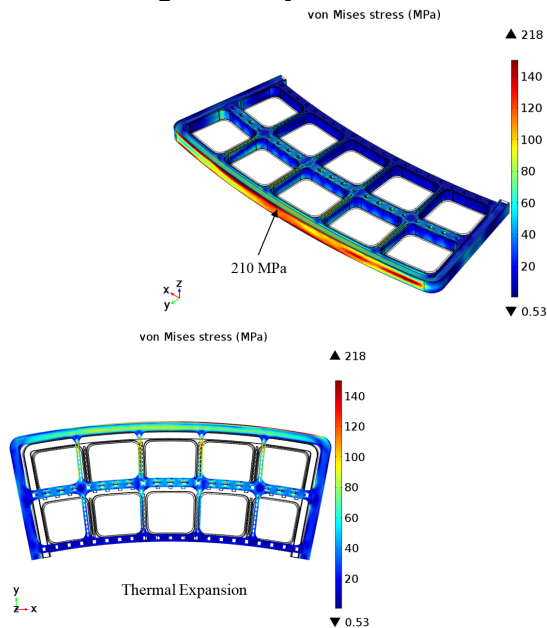 von Mises stress (MPa)
▲ 218
140
120
100
80
60
40
20
▼ 0.53
210 MPa
x z
y
von Mises stress (MPa)
▲ 218
140
120
100
80
60
40
20
▼ 0.53
Thermal Expansion
y
z x